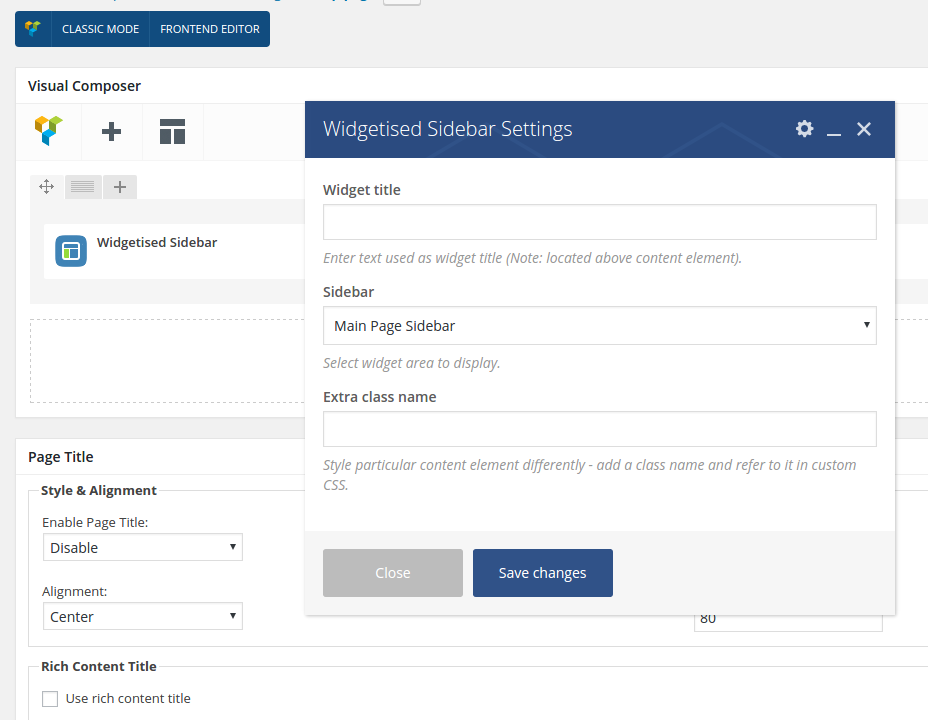 CLASSIC MODE
FRONTEND EDITOR
Visual Composer
Widgetised Sidebar
Widgetised Sidebar Settings
Widget title
Enter text used as widget title (Note: located above content element).
Sidebar
Main Page Sidebar
Select widget area to display.
Extra class name
Style particular content element differently - add a class name and refer to it in custom
CSS.
Close
Save changes
Page Title
Style & Alignment
Enable Page Title:
Disable
Alignment:
Center
80
Rich Content Title
Use rich content title